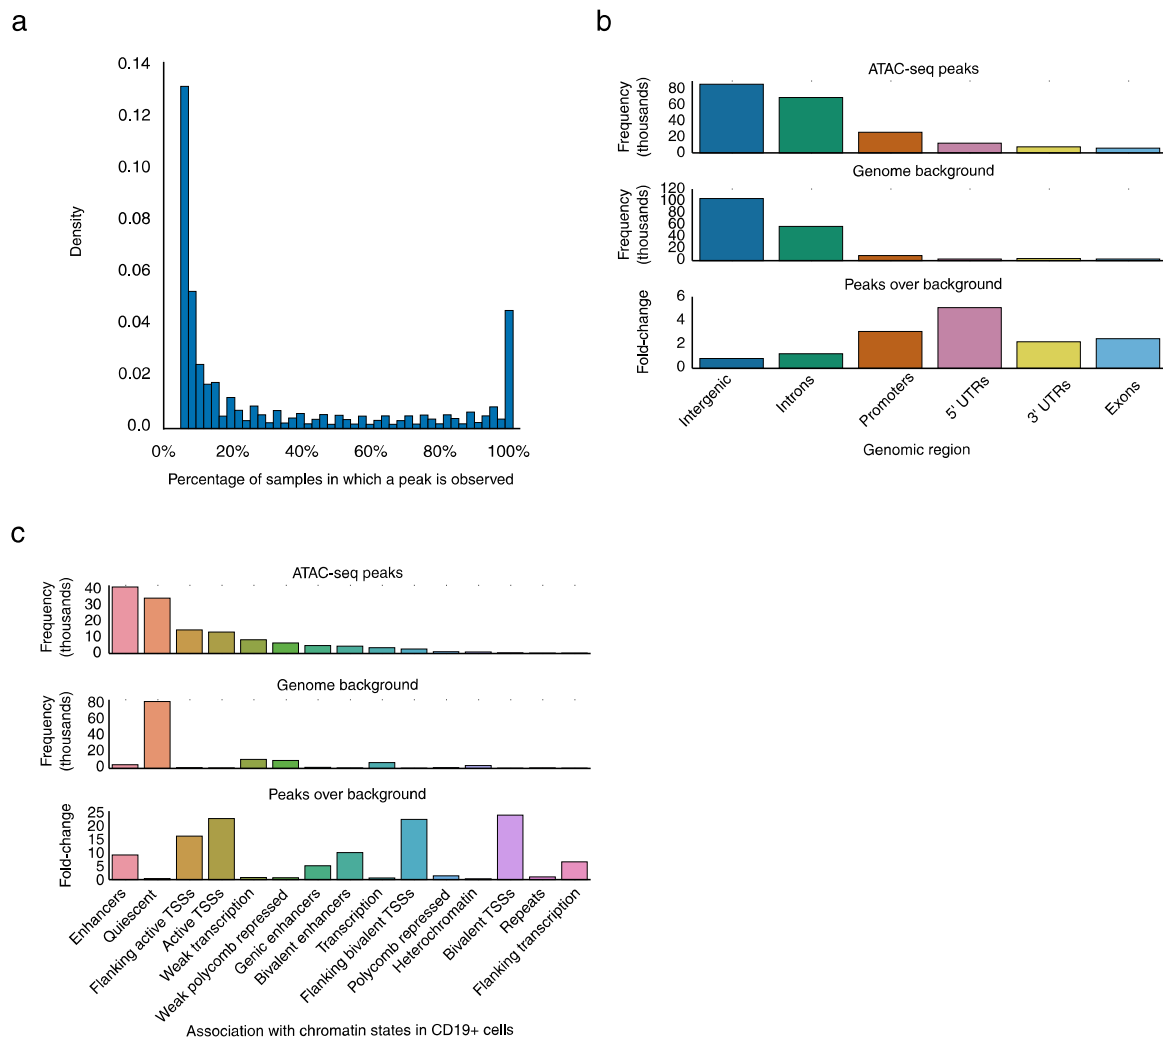 a
0.14
0.12
0.10
0.08
0.06
0.04
0.02
0.0
Density
0%
20%
40%
60%
80%
100%
Percentage of samples in which a peak is observed
b
ATAC-seq peaks
Frequency
(thousands)
80
60
40
20
0
Genome background
Frequency
(thousands)
120
100
80
60
40
20
0
Peaks over background
Fold-change
6
4
2
0
Intergenic
Introns
Promoters
5' UTRs
3' UTRs
Exons
Genomic region
c
ATAC-seq peaks
Frequency
(thousands)
40
30
20
10
0
Genome background
Frequency
(thousands)
80
60
40
20
0
Peaks over background
Fold-change
25
20
15
10
5
0
Enhancers
Quiescent
Flanking active TSSs
Active TSSs
Weak transcription
Weak polycomb repressed
Genic enhancers
Bivalent enhancers
Transcription
Flanking bivalent TSSs
Polycomb repressed
Heterochromatin
Bivalent TSSs
Repeats
Flanking transcription
Association with chromatin states in CD19+ cells